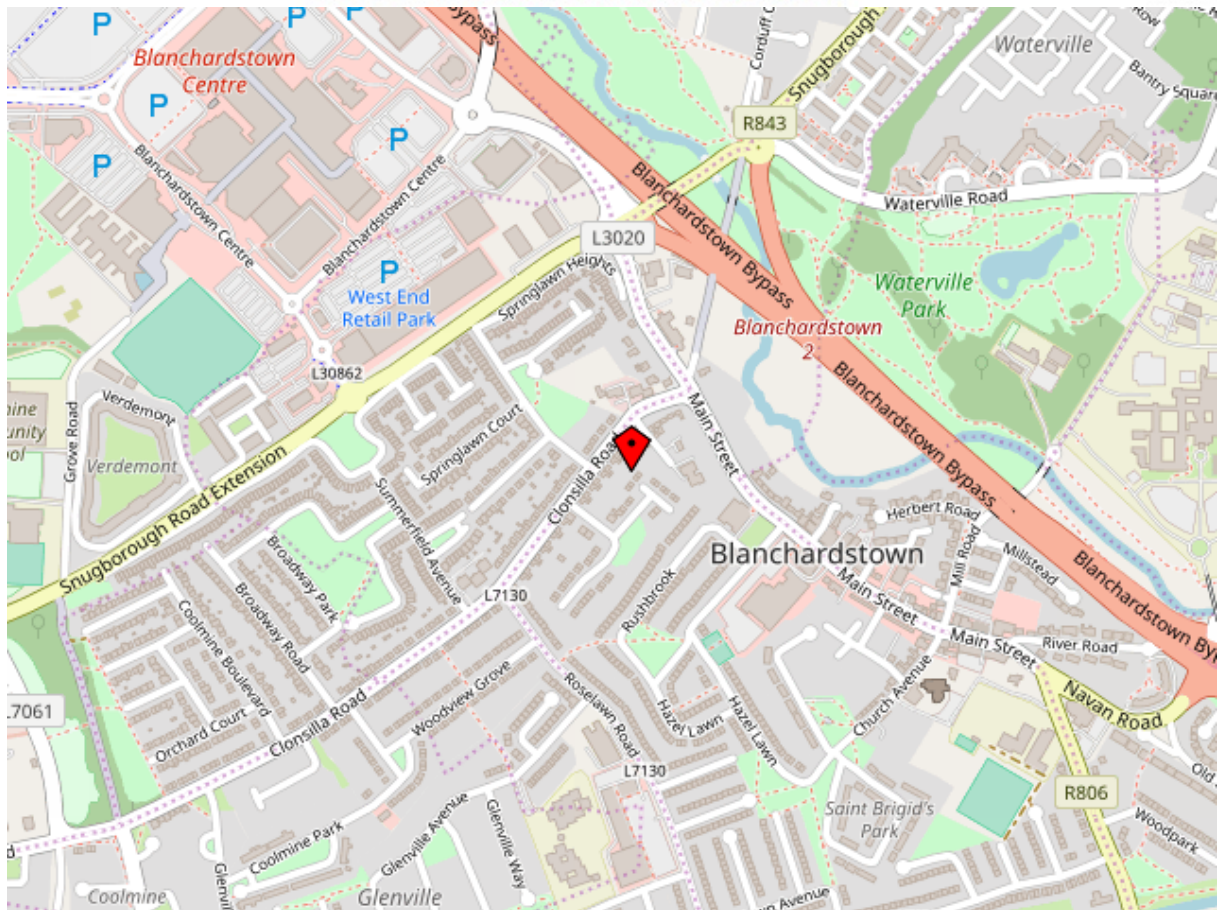 P
P
P
Blanchardstown
Centre
Bypass
Corduff C
Snugborough
Waterville
Row
Bantry Square
R843
P
P
P
Blanchardstown Centre
Blanchardstown Centre
Blanchardstown Bypass
Waterville Road
L3020
P
West End
Retail Park
Springlawn Heights
Waterville
Park
Blanchardstown
2
L30862
Verdemont
Verdemont
Grove Road
Springlawn Court
Clonsilla Road
Main Street
Blanchardstown Bypass
Snugborough Road Extension
Summerfield Avenue
Herbert Road
Mill Road
Millstead
Blanchardstown
Blanchardstown Byp
Broadway Park
Broadway Road
Coolmine Boulevard
L7130
Rushbrook
Main Street
Main Street
River Road
Church Avenue
Navan Road
L7061
Orchard Court
Clonsilla Road
Woodview Grove
Roselawn Road
Hazel Lawn
Hazel Lawn
L7130
R806
Old
Saint Brigid's
Park
Woodpark
Coolmine Park
Glenville Avenue
Glenville Way
Coolmine
Glenville
Glenville
n Avenue